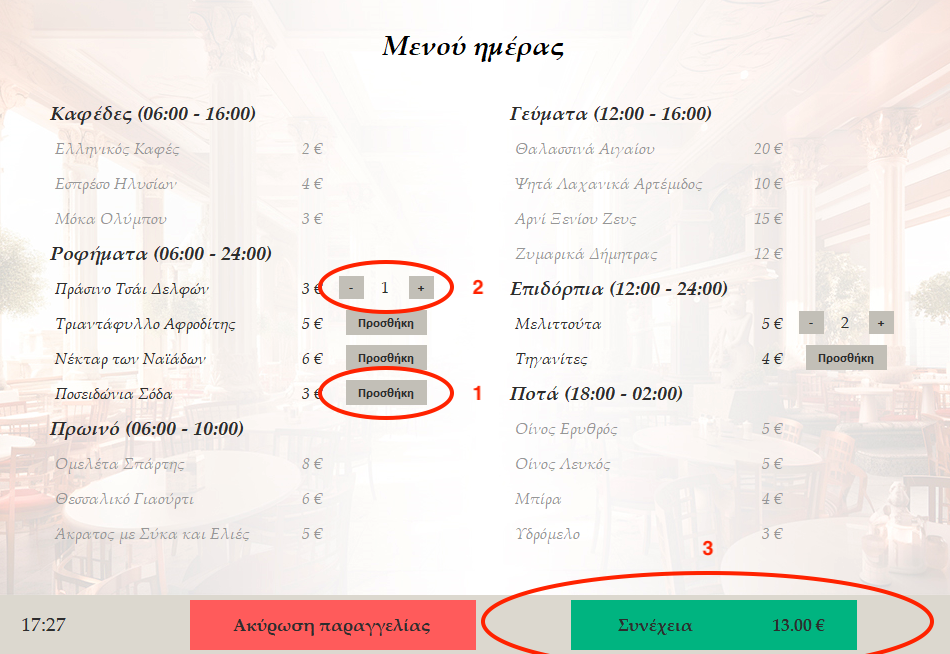 Μενού ημέρας
Καφέδες (06:00 - 16:00)
Ελληνικός Καφές 2 €
Εσπρέσο Ηλυσίων 4 €
Μόκα Ολύμπου 3 €
Ροφήματα (06:00 - 24:00)
Πράσινο Τσάι Δελφών 3 € - 1 + 2
Τριαντάφυλλο Αφροδίτης 5 € Προσθήκη
Νέκταρ των Ναϊάδων 6 € Προσθήκη
Ποσειδώνια Σόδα 3 € Προσθήκη 1
Πρωινό (06:00 - 10:00)
Ομελέτα Σπάρτης 8 €
Θεσσαλικό Γιαούρτι 6 €
Άκρατος με Σύκα και Ελιές 5 €
Γεύματα (12:00 - 16:00)
Θαλασσινά Αιγαίου 20 €
Ψητά Λαχανικά Αρτέμιδος 10 €
Αρνί Ξενίου Ζευς 15 €
Ζυμαρικά Δήμητρας 12 €
Επιδόρπια (12:00 - 24:00)
Μελιττούτα 5 € - 2 +
Τηγανίτες 4 € Προσθήκη
Ποτά (18:00 - 02:00)
Οίνος Ερυθρός 5 €
Οίνος Λευκός 5 €
Μπίρα 4 €
Υδρόμελο 3 €
3
17:27 Ακύρωση παραγγελίας Συνέχεια 13.00 €